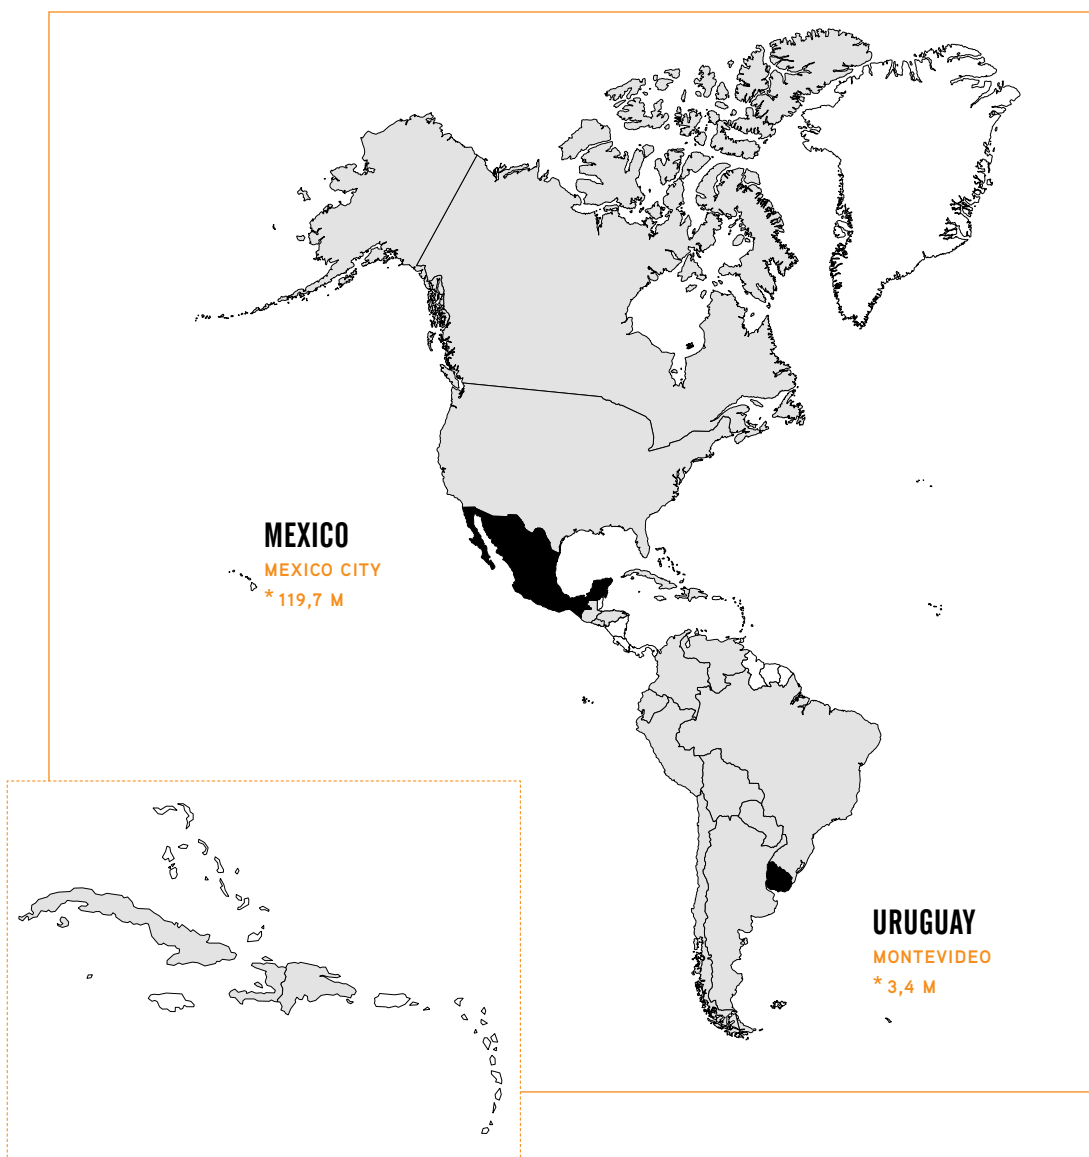 MEXICO
MEXICO CITY
* 119,7 M
URUGUAY
MONTEVIDEO
* 3,4 M